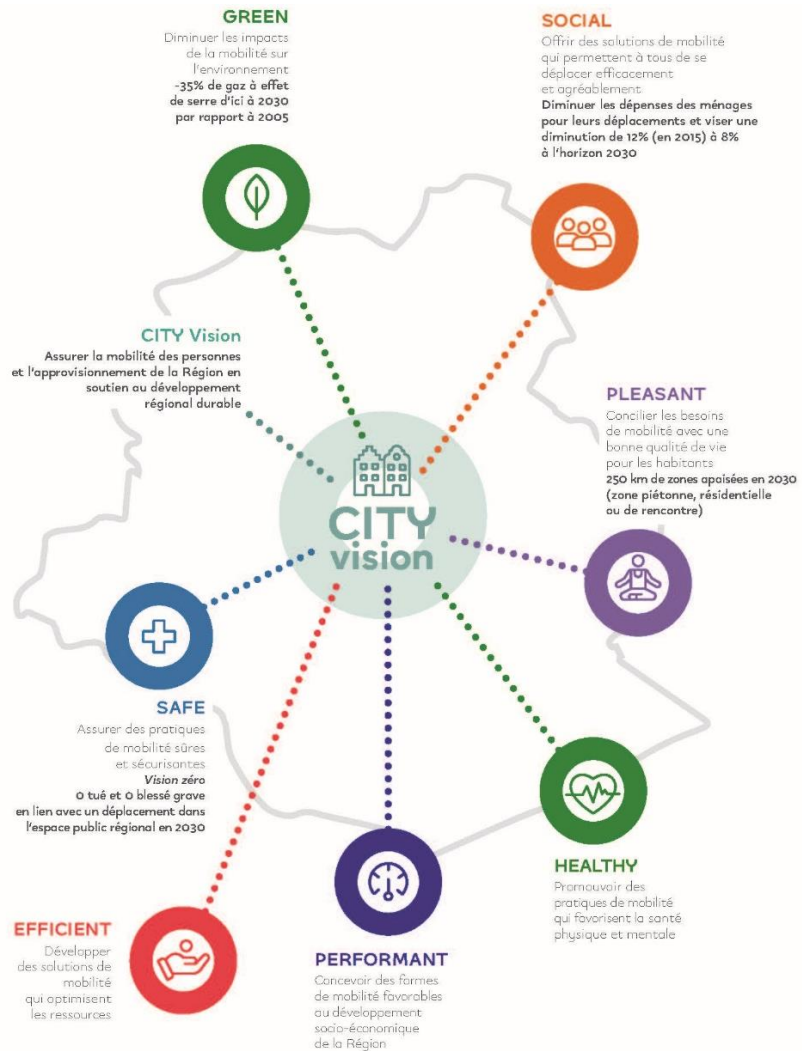 GREEN
Diminuer les impacts
de la mobilité sur
l'environnement
-35% de gaz à effet
de serre d'ici à 2030
par rapport à 2005
SOCIAL
Offrir des solutions de mobilité
qui permettent à tous de se
déplacer efficacement
et agréablement
Diminuer les dépenses des ménages
pour leurs déplacements et viser une
diminution de 12% (en 2015) à 8%
à l'horizon 2030
CITY Vision
Assurer la mobilité des personnes
et l'approvisionnement de la Région en
soutien au développement
régional durable
PLEASANT
Concilier les besoins
de mobilité avec une
bonne qualité de vie
pour les habitants
250 km de zones apaisées en 2030
(zone piétonne, résidentielle
ou de rencontre)
CITY
vision
SAFE
Assurer des pratiques
de mobilité sûres
et sécurisantes
Vision zéro
0 tué et 0 blessé grave
en lien avec un déplacement dans
l'espace public régional en 2030
HEALTHY
Promouvoir des
pratiques de mobilité
qui favorisent la santé
physique et mentale
EFFICIENT
Développer
des solutions de
mobilité
qui optimisent
les ressources
PERFORMANT
Concevoir des formes
de mobilité favorables
au développement
socio-économique
de la Région